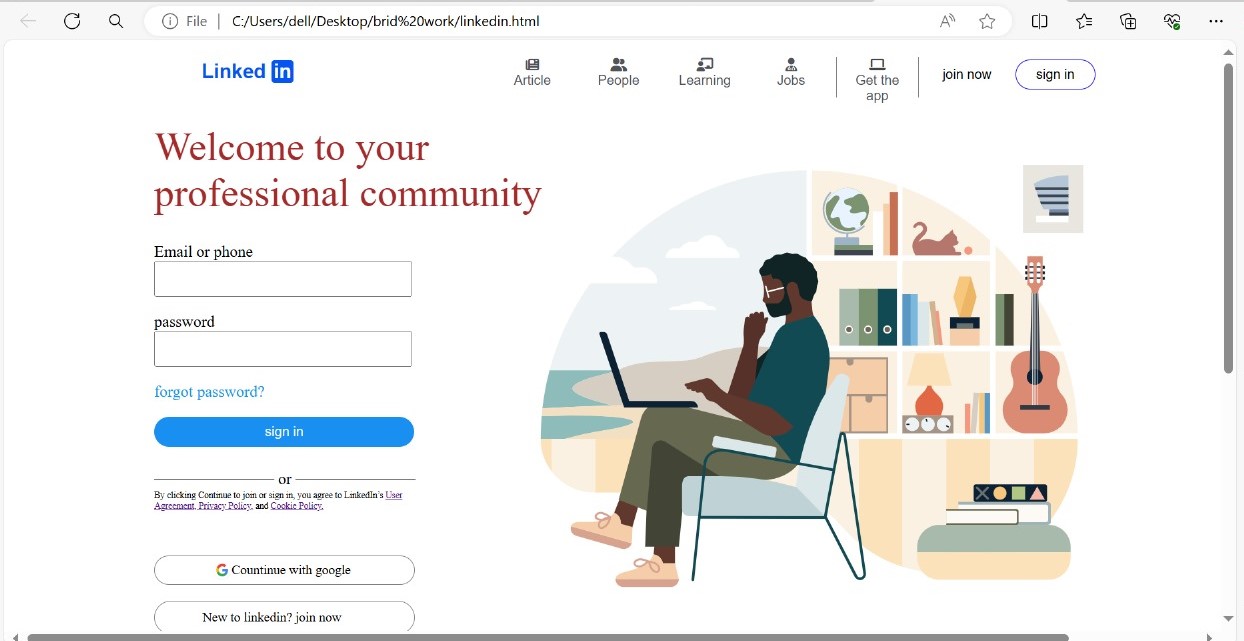 File | C:/Users/dell/Desktop/brid%20work/linkedin.html
Linked in
Article
People
Learning
Jobs
Get the
app
join now
sign in
Welcome to your
professional community
Email or phone
password
forgot password?
sign in
or
By clicking Continue to join or sign in, you agree to LinkedIn's User
Agreement, Privacy Policy, and Cookie Policy.
Countinue with google
New to linkedin? join now